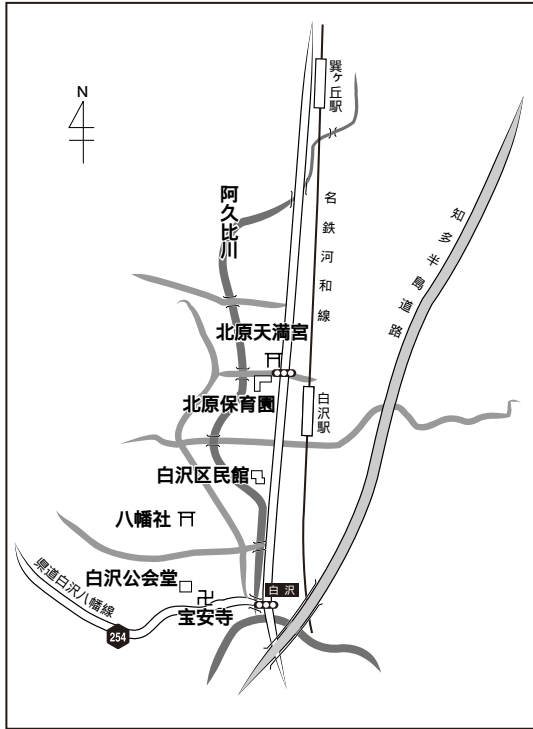 N
巽ヶ丘駅
阿久比川
名鉄河和線
知多半島道路
北原天満宮
北原保育園
白沢駅
白沢区民館
八幡社
県道白沢八幡線
白沢公会堂
白沢
宝安寺
254